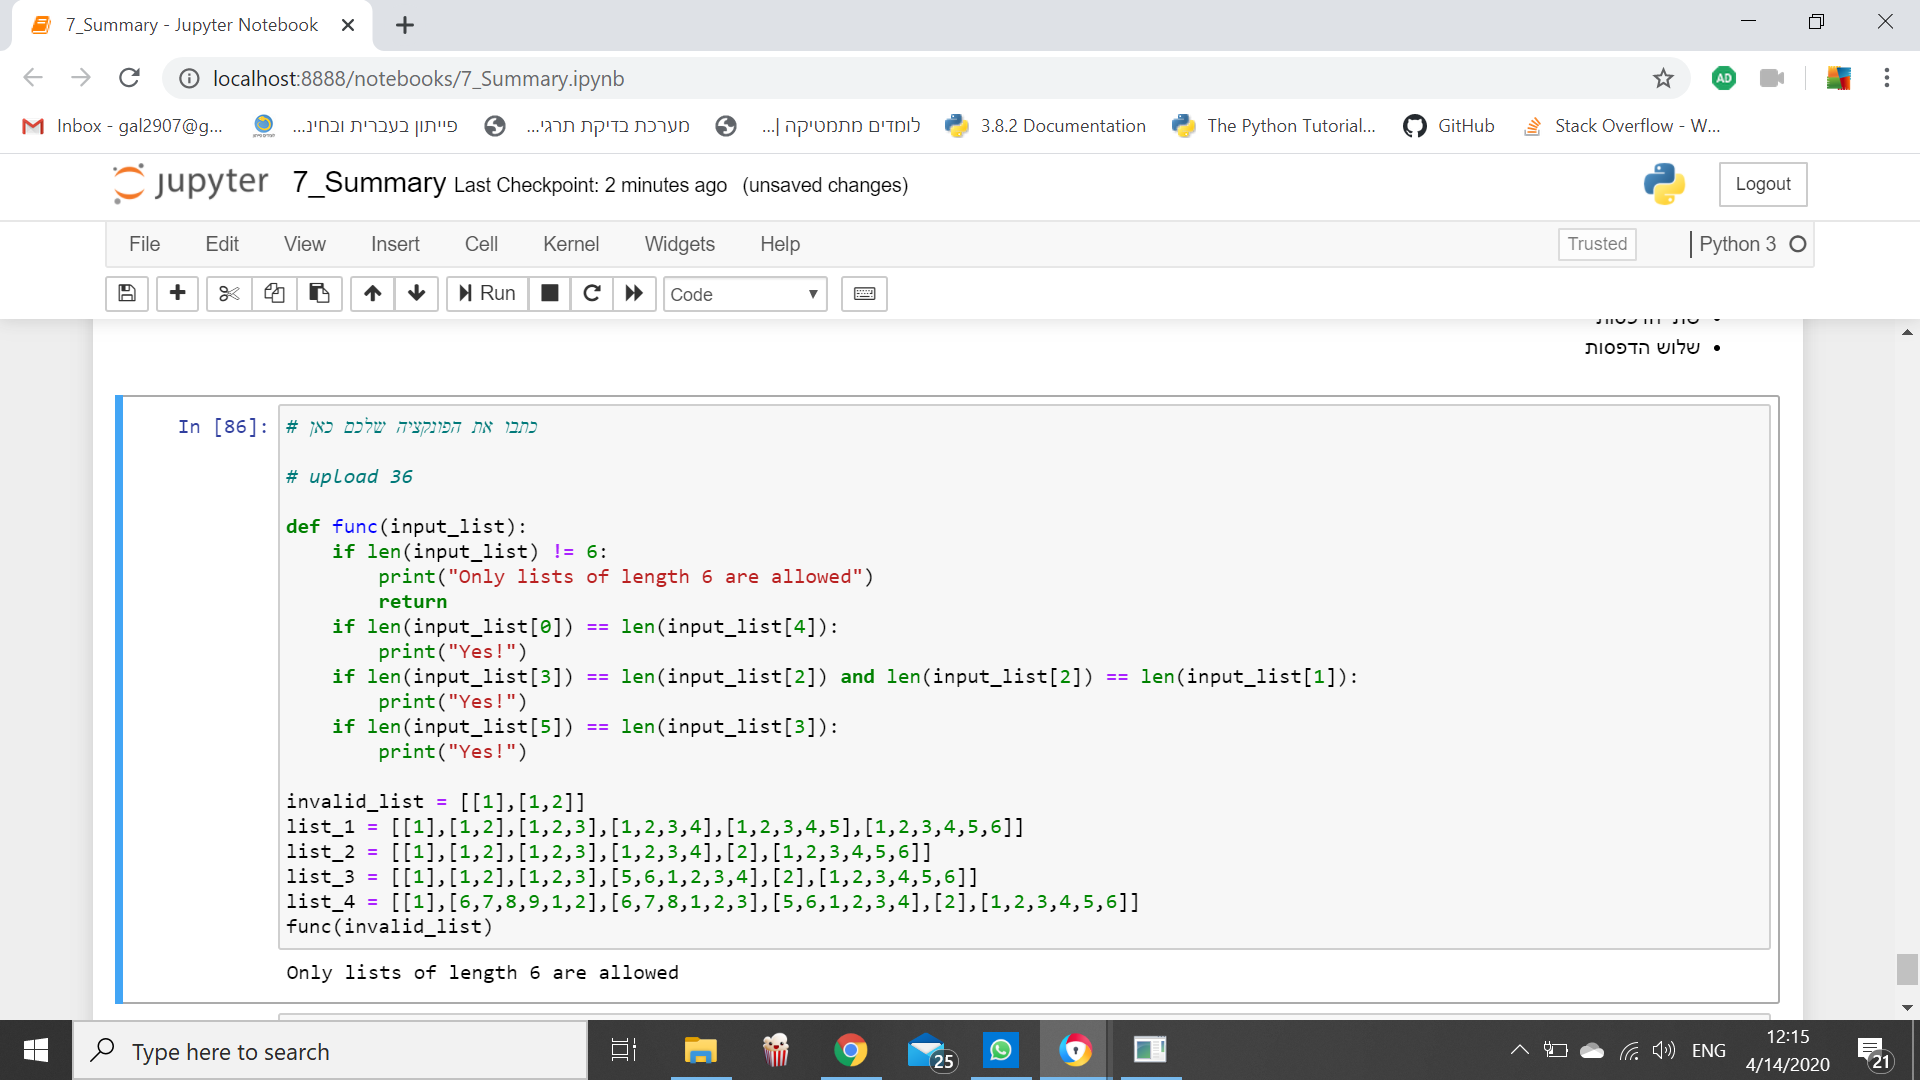 7_Summary - Jupyter Notebook
localhost:8888/notebooks/7_Summary.ipynb
Inbox - gal2907@g...
פייתון בעברית ובחינ...
מערכת בדיקת תרגי...
לומדים מתמטיקה |...
3.8.2 Documentation
The Python Tutorial...
GitHub
Stack Overflow - W...
jupyter 7_Summary Last Checkpoint: 2 minutes ago (unsaved changes)
Logout
File Edit View Insert Cell Kernel Widgets Help
Trusted
Python 3
Run
Code
שלוש הדפסות
In [86]:
# כתבו את הפונקציה שלכם כאן
# upload 36
def func(input_list):
    if len(input_list) != 6:
        print("Only lists of length 6 are allowed")
        return
    if len(input_list[0]) == len(input_list[4]):
        print("Yes!")
    if len(input_list[3]) == len(input_list[2]) and len(input_list[2]) == len(input_list[1]):
        print("Yes!")
    if len(input_list[5]) == len(input_list[3]):
        print("Yes!")
invalid_list = [[1],[1,2]]
list_1 = [[1],[1,2],[1,2,3],[1,2,3,4],[1,2,3,4,5],[1,2,3,4,5,6]]
list_2 = [[1],[1,2],[1,2,3],[1,2,3,4],[2],[1,2,3,4,5,6]]
list_3 = [[1],[1,2],[1,2,3],[5,6,1,2,3,4],[2],[1,2,3,4,5,6]]
list_4 = [[1],[6,7,8,9,1,2],[6,7,8,1,2,3],[5,6,1,2,3,4],[2],[1,2,3,4,5,6]]
func(invalid_list)
Only lists of length 6 are allowed
Type here to search
25
ENG
12:15
4/14/2020
21